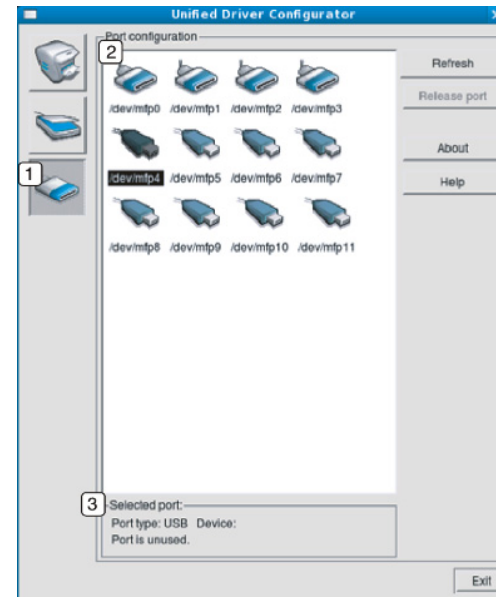 Unified Driver Configurator
Port configuration
2
/dev/mfp0 /dev/mfp1 /dev/mfp2 /dev/mfp3
1
/dev/mfp4 /dev/mfp5 /dev/mfp6 /dev/mfp7
/dev/mfp8 /dev/mfp9 /dev/mfp10 /dev/mfp11
Refresh
Release port
About
Help
3
Selected port:
Port type: USB Device:
Port is unused.
Exit